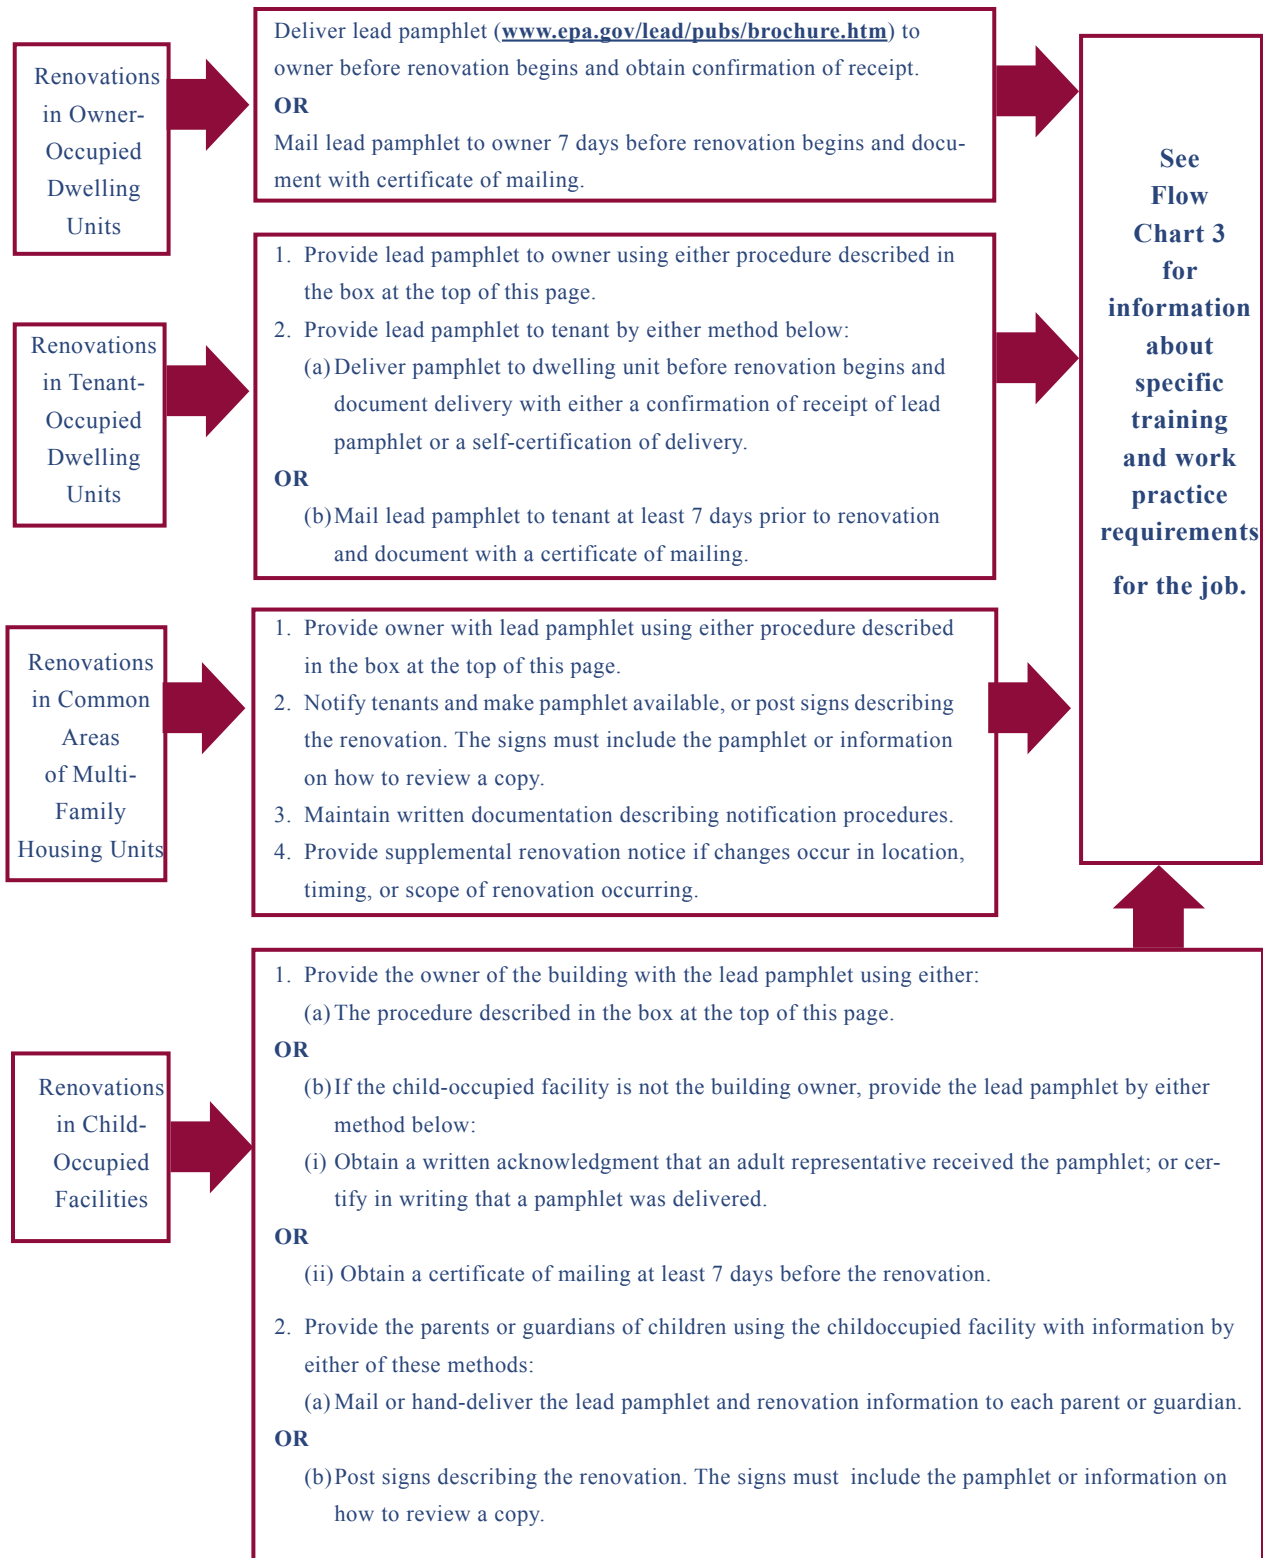 Renovations
in Owner-
Occupied
Dwelling
Units
Deliver lead pamphlet (www.epa.gov/lead/pubs/brochure.htm) to
owner before renovation begins and obtain confirmation of receipt.
OR
Mail lead pamphlet to owner 7 days before renovation begins and docu-
ment with certificate of mailing.
Renovations
in Tenant-
Occupied
Dwelling
Units
1. Provide lead pamphlet to owner using either procedure described in
the box at the top of this page.
2. Provide lead pamphlet to tenant by either method below:
(a) Deliver pamphlet to dwelling unit before renovation begins and
document delivery with either a confirmation of receipt of lead
pamphlet or a self-certification of delivery.
OR
(b) Mail lead pamphlet to tenant at least 7 days prior to renovation
and document with a certificate of mailing.
Renovations
in Common
Areas
of Multi-
Family
Housing Units
1. Provide owner with lead pamphlet using either procedure described
in the box at the top of this page.
2. Notify tenants and make pamphlet available, or post signs describing
the renovation. The signs must include the pamphlet or information
on how to review a copy.
3. Maintain written documentation describing notification procedures.
4. Provide supplemental renovation notice if changes occur in location,
timing, or scope of renovation occurring.
See
Flow
Chart 3
for
information
about
specific
training
and work
practice
requirements
for the job.
Renovations
in Child-
Occupied
Facilities
1. Provide the owner of the building with the lead pamphlet using either:
(a) The procedure described in the box at the top of this page.
OR
(b) If the child-occupied facility is not the building owner, provide the lead pamphlet by either
method below:
(i) Obtain a written acknowledgment that an adult representative received the pamphlet; or cer-
tify in writing that a pamphlet was delivered.
OR
(ii) Obtain a certificate of mailing at least 7 days before the renovation.
2. Provide the parents or guardians of children using the childoccupied facility with information by
either of these methods:
(a) Mail or hand-deliver the lead pamphlet and renovation information to each parent or guardian.
OR
(b) Post signs describing the renovation. The signs must include the pamphlet or information on
how to review a copy.